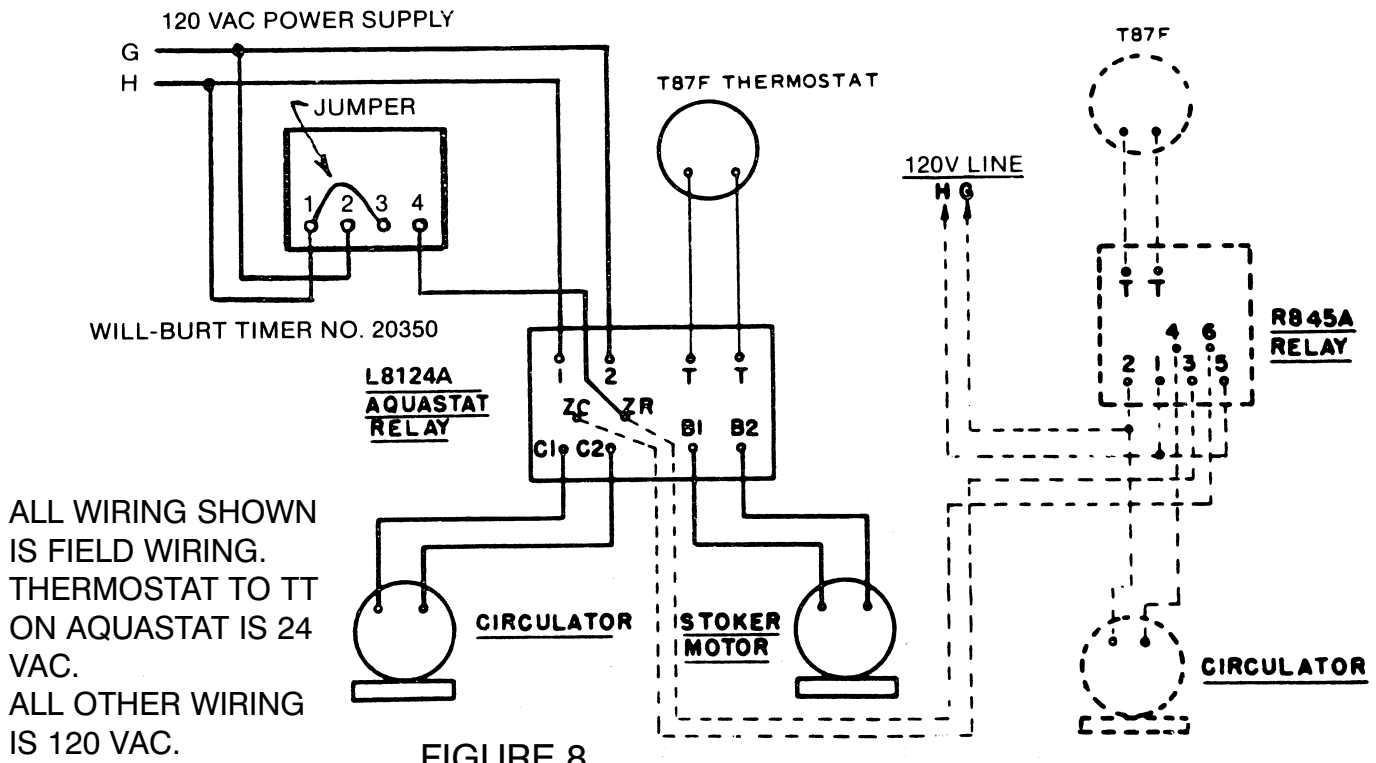 120 VAC POWER SUPPLY
G
H
JUMPER
1 2 3 4
WILL-BURT TIMER NO. 20350
T87F THERMOSTAT
T87F
120V LINE
H G
L8124A
AQUASTAT
RELAY
1 2 T T
ZC ZR
C1 C2 B1 B2
T T
4 6
2 1 3 5
R845A
RELAY
ALL WIRING SHOWN
IS FIELD WIRING.
THERMOSTAT TO TT
ON AQUASTAT IS 24
VAC.
ALL OTHER WIRING
IS 120 VAC.
CIRCULATOR
STOKER
MOTOR
CIRCULATOR
FIGURE 8